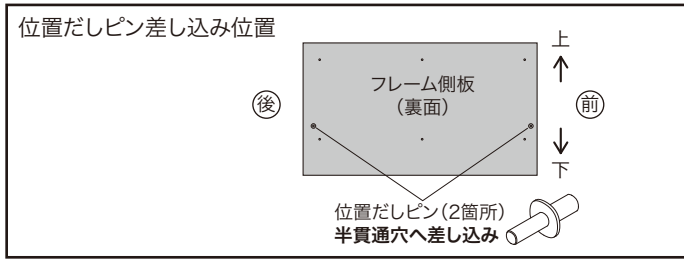 位置だしピン差し込み位置
上
フレーム側板
(裏面)
後
前
下
位置だしピン(2箇所)
半貫通穴へ差し込み